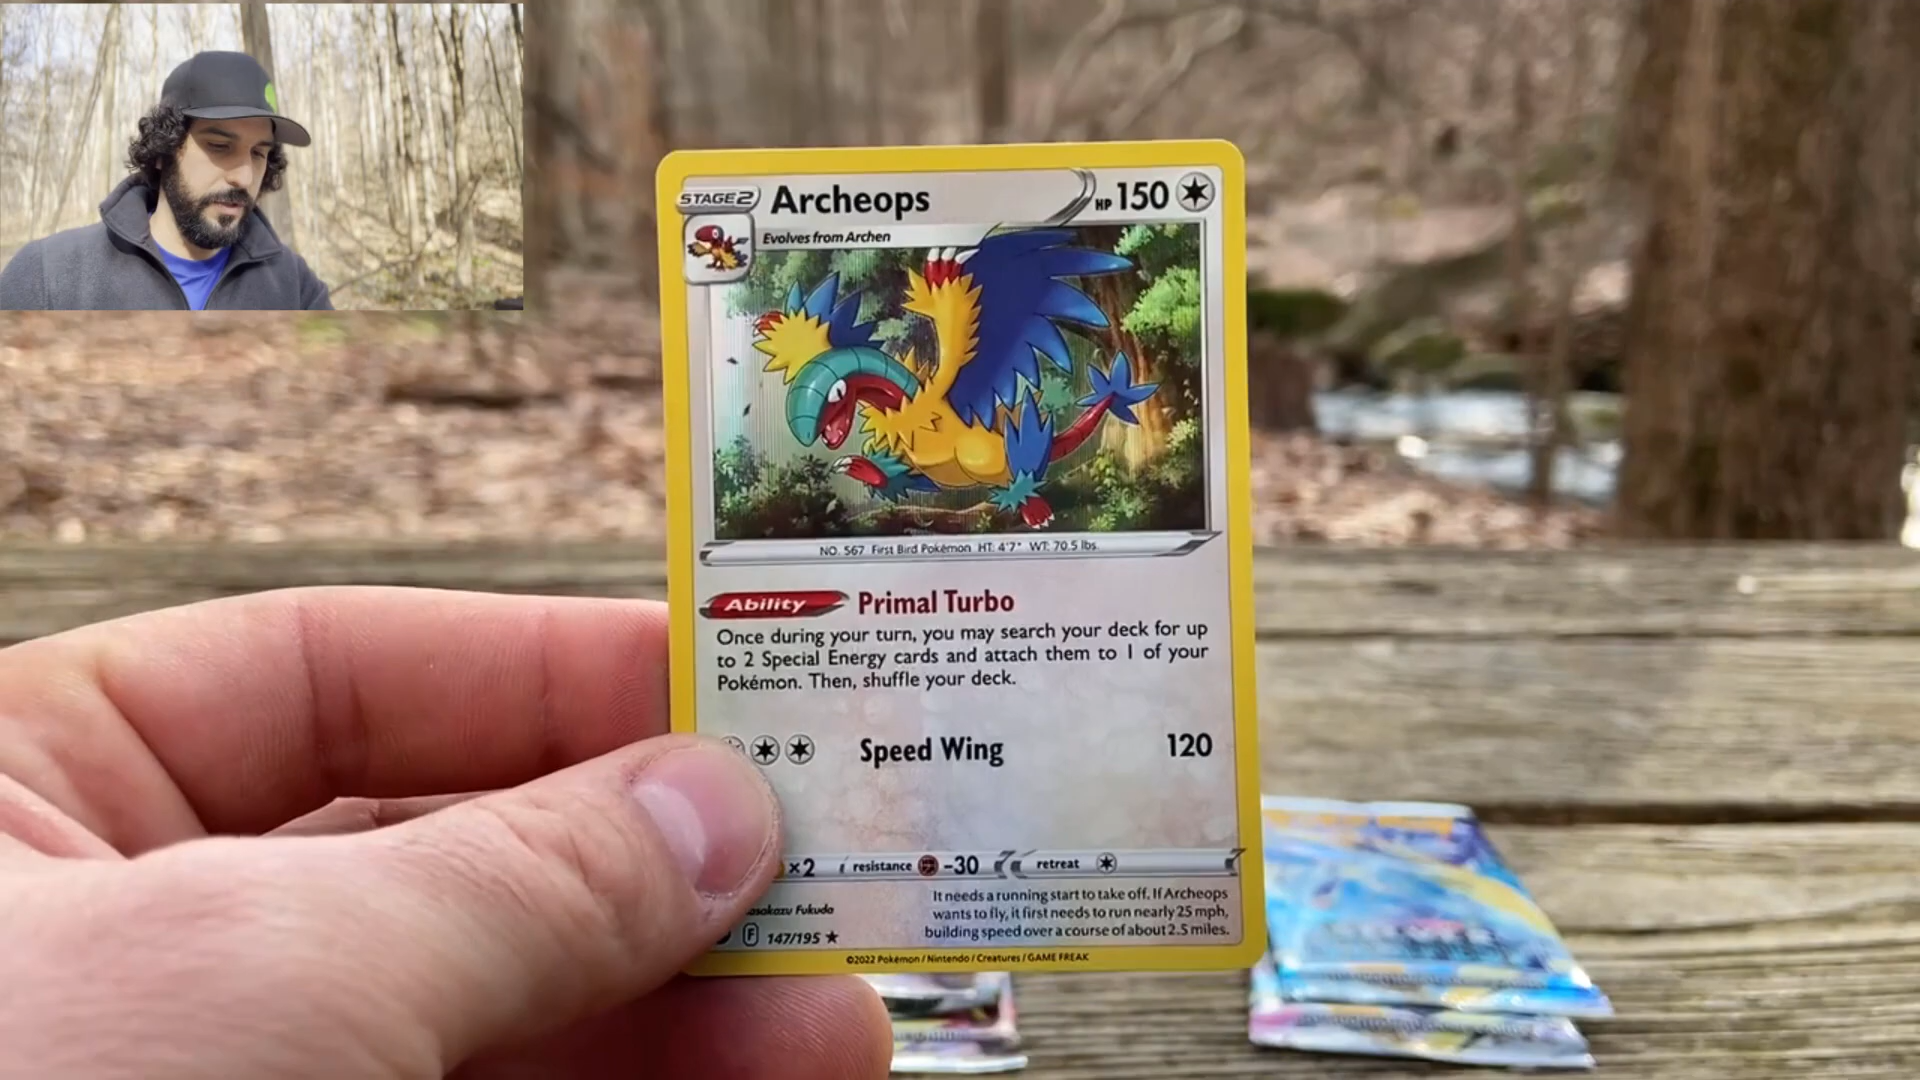 STAGE 2 Archeops HP 150
Evolves from Archen
NO. 567 First Bird Pokémon HT: 4'7" WT: 70.5 lbs.
Ability Primal Turbo
Once during your turn, you may search your deck for up
to 2 Special Energy cards and attach them to 1 of your
Pokémon. Then, shuffle your deck.
Speed Wing 120
×2 resistance -30 retreat
It needs a running start to take off. If Archeops
wants to fly, it first needs to run nearly 25 mph,
building speed over a course of about 2.5 miles.
Fukuda
F 147/195 ★
©2022 Pokémon / Nintendo / Creatures / GAME FREAK